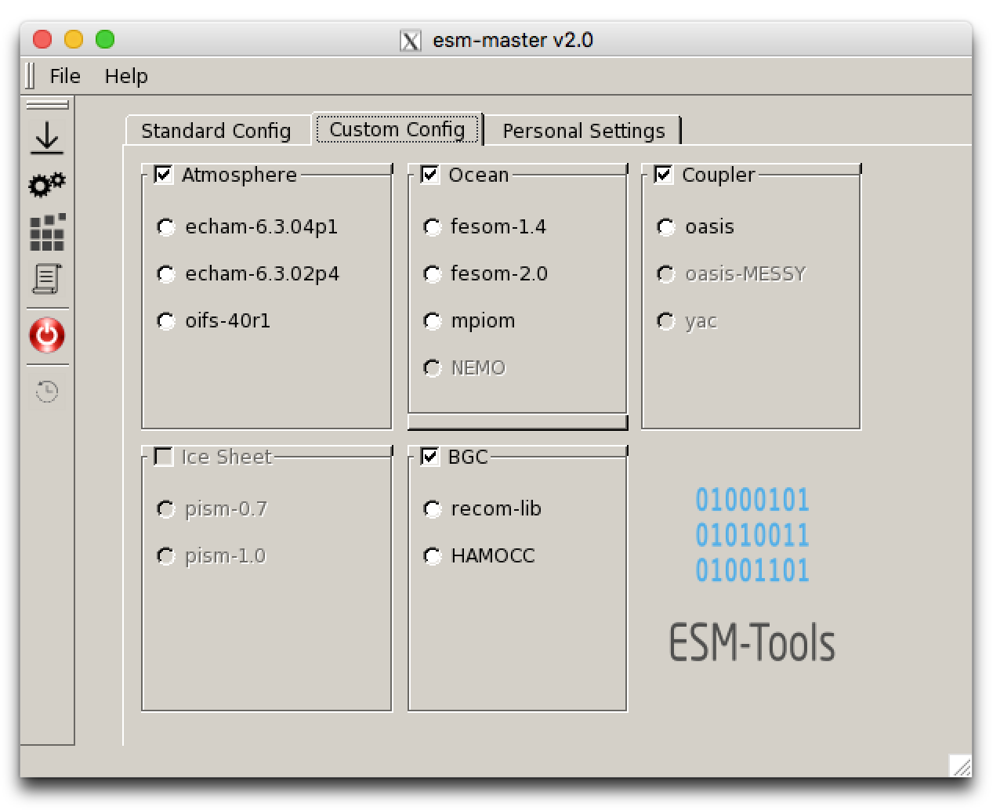 esm-master v2.0
File Help
Standard Config Custom Config Personal Settings
Atmosphere
echam-6.3.04p1
echam-6.3.02p4
oifs-40r1
Ocean
fesom-1.4
fesom-2.0
mpiom
NEMO
Coupler
oasis
oasis-MESSY
yac
Ice Sheet
pism-0.7
pism-1.0
BGC
recom-lib
HAMOCC
01000101
01010011
01001101
ESM-Tools